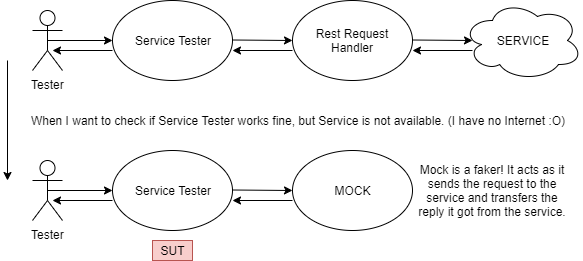 Service Tester
Rest Request
Handler
SERVICE
Tester
When I want to check if Service Tester works fine, but Service is not available. (I have no Internet :O)
Service Tester
MOCK
Mock is a faker! It acts as it
sends the request to the
service and transfers the
reply it got from the service.
Tester
SUT